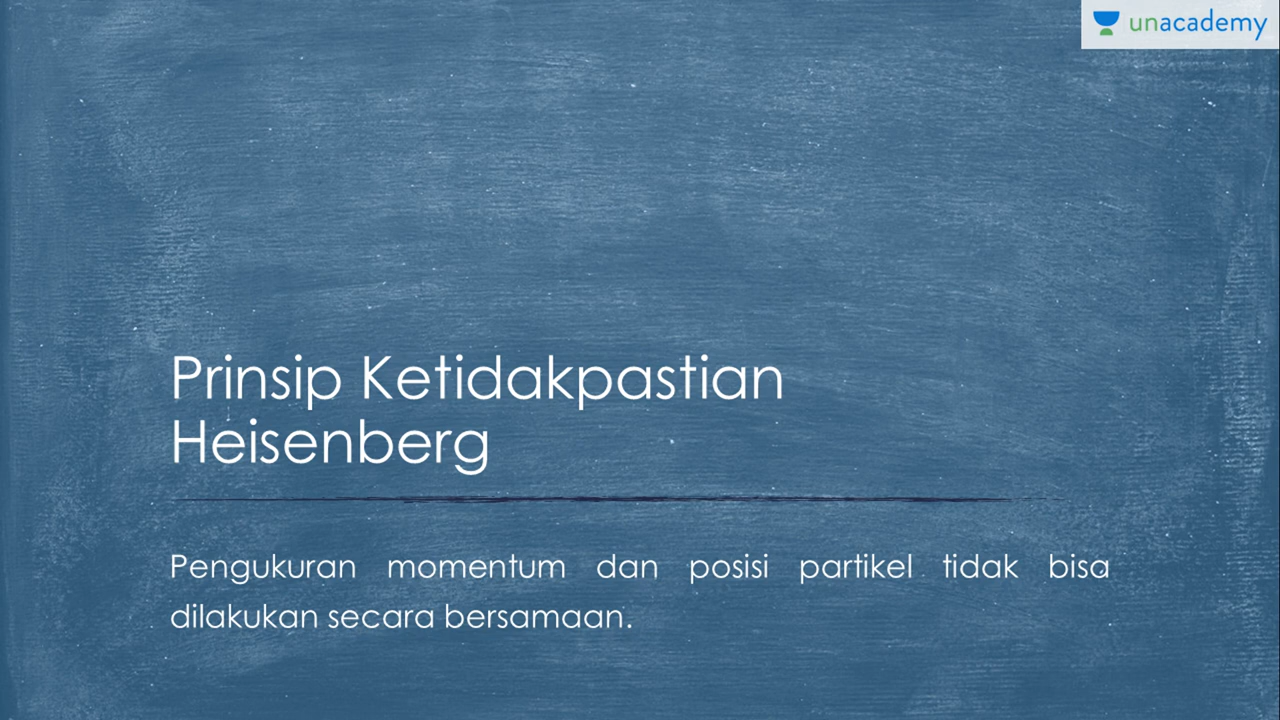 unacademy
Prinsip Ketidakpastian
Heisenberg
Pengukuran momentum dan posisi partikel tidak bisa
dilakukan secara bersamaan.